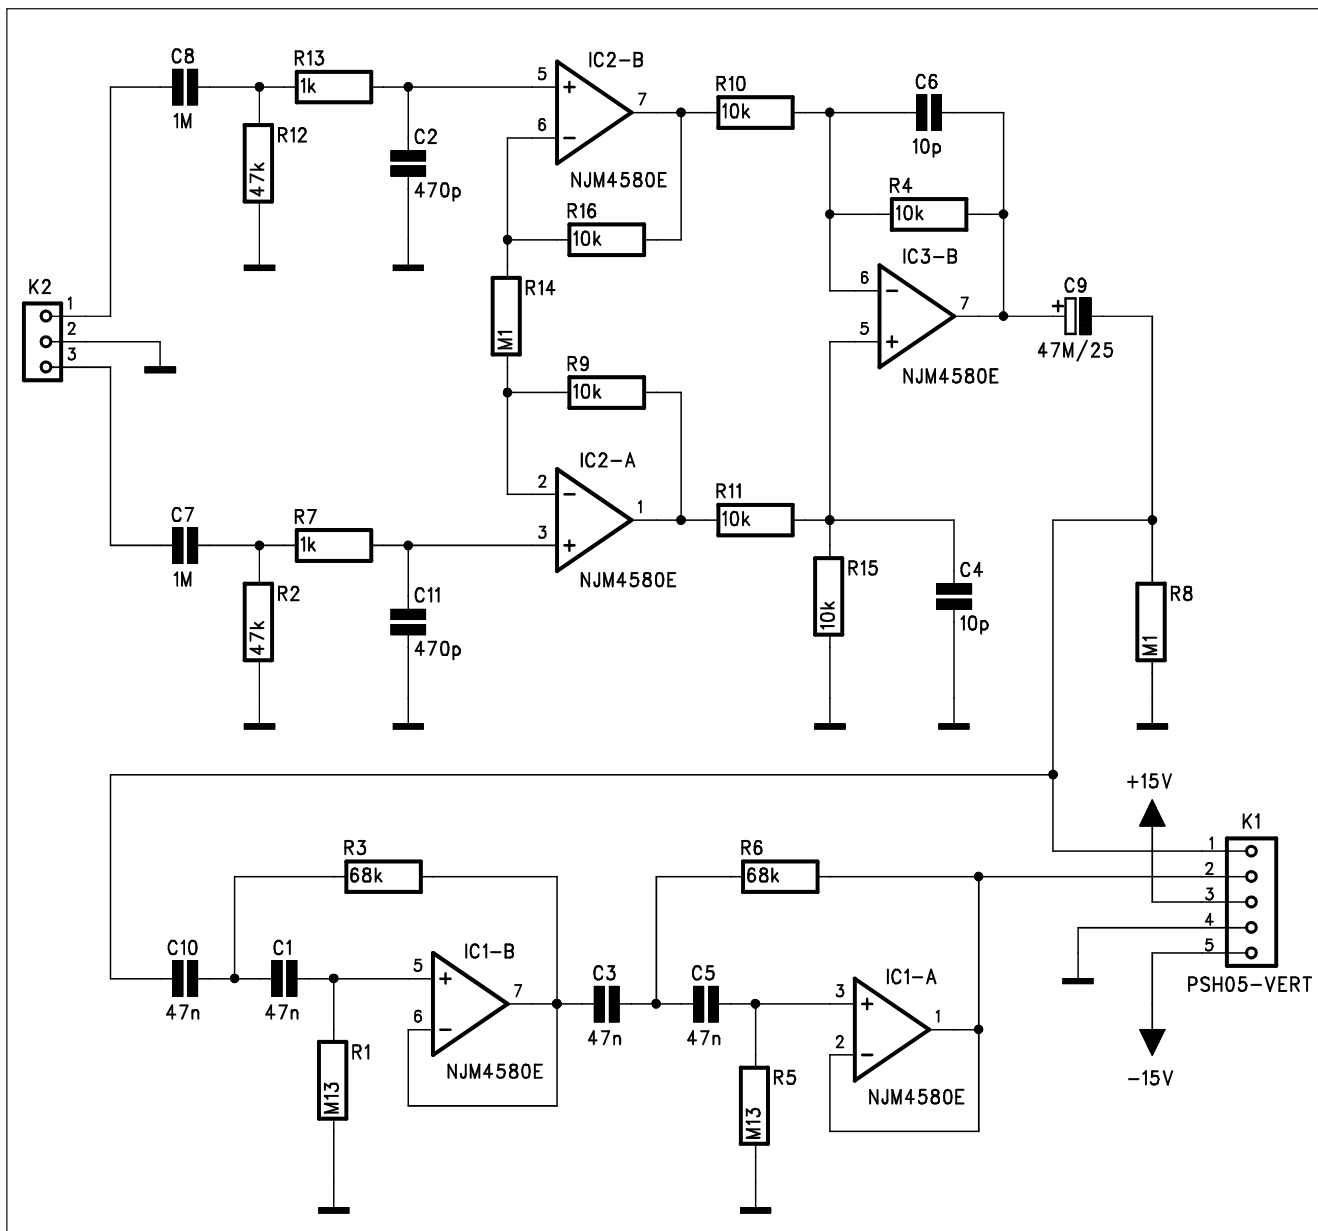 C8
1M
R13
1k
R12
47k
C2
470p
IC2-B
5
6
7
NJM4580E
R10
10k
C6
10p
R16
10k
R4
10k
IC3-B
6
5
7
NJM4580E
C9
+
47M/25
K2
1
2
3
R14
M1
R9
10k
IC2-A
2
3
1
NJM4580E
R11
10k
C7
1M
R7
1k
R2
47k
C11
470p
R15
10k
C4
10p
R8
M1
+15V
K1
1
2
3
4
5
PSH05-VERT
-15V
R3
68k
R6
68k
C10
47n
C1
47n
IC1-B
5
6
7
NJM4580E
R1
M13
C3
47n
C5
47n
IC1-A
3
2
1
NJM4580E
R5
M13